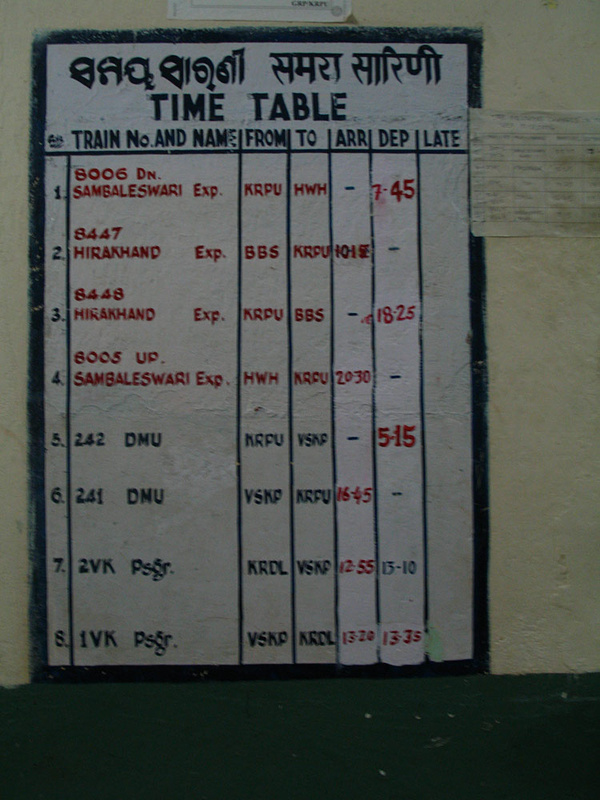 GRP/KRPU
ସମୟ ସାରଣୀ समय सारिणी
TIME TABLE
TRAIN No. AND NAME FROM TO ARR DEP LATE
8006 DN.
1. SAMBALESWARI Exp. KRPU HWH - 7-45
8447
2. HIRAKHAND Exp. BBS KRPU -
8448
3. HIRAKHAND Exp. KRPU BBS - 18-25
8005 UP.
4. SAMBALESWARI Exp. HWH KRPU 20-30 -
5. 242 DMU KRPU VSKP - 5-15
6. 241 DMU VSKP KRPU 16-45 -
7. 2VK Psgr. KRDL VSKP 12-55 13-10
8. 1VK Psgr. VSKP KRDL 13-20 13-35